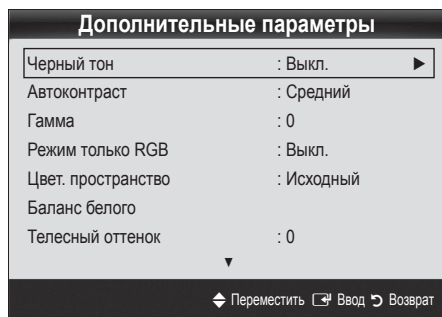 Дополнительные параметры
Черный тон : Выкл. ▶
Автоконтраст : Средний
Гамма : 0
Режим только RGB : Выкл.
Цвет. пространство : Исходный
Баланс белого
Телесный оттенок : 0
▼
Переместить Ввод Возврат